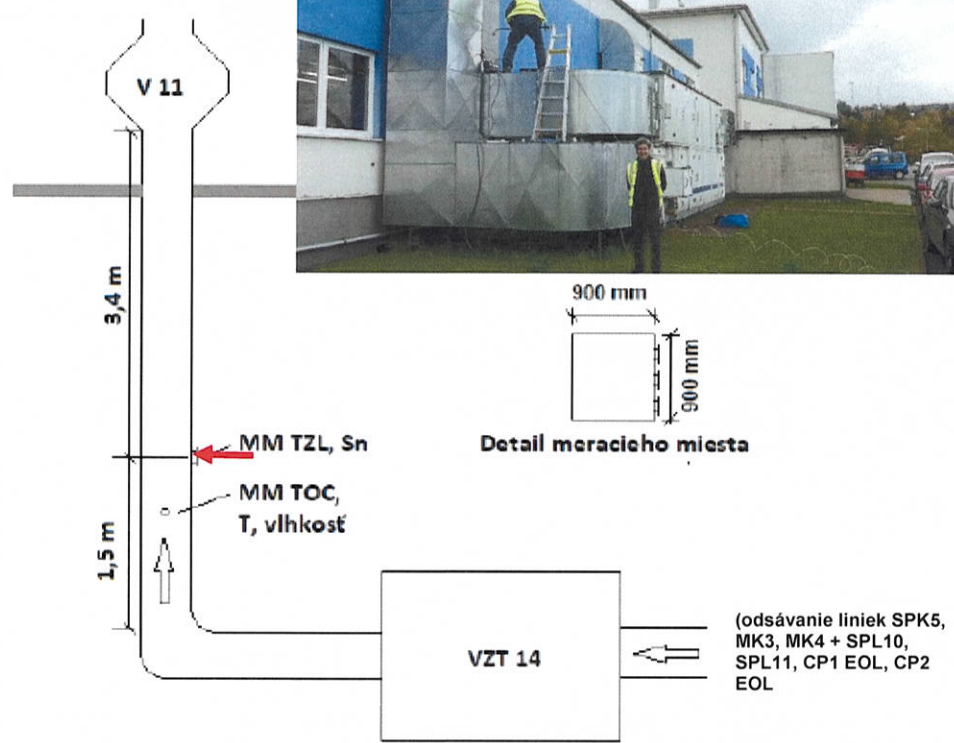 V 11
3,4 m
900 mm
900 mm
Detail meracieho miesta
MM TZL, Sn
MM TOC,
T, vlhkosť
1,5 m
VZT 14
(odsávanie liniek SPK5,
MK3, MK4 + SPL10,
SPL11, CP1 EOL, CP2
EOL